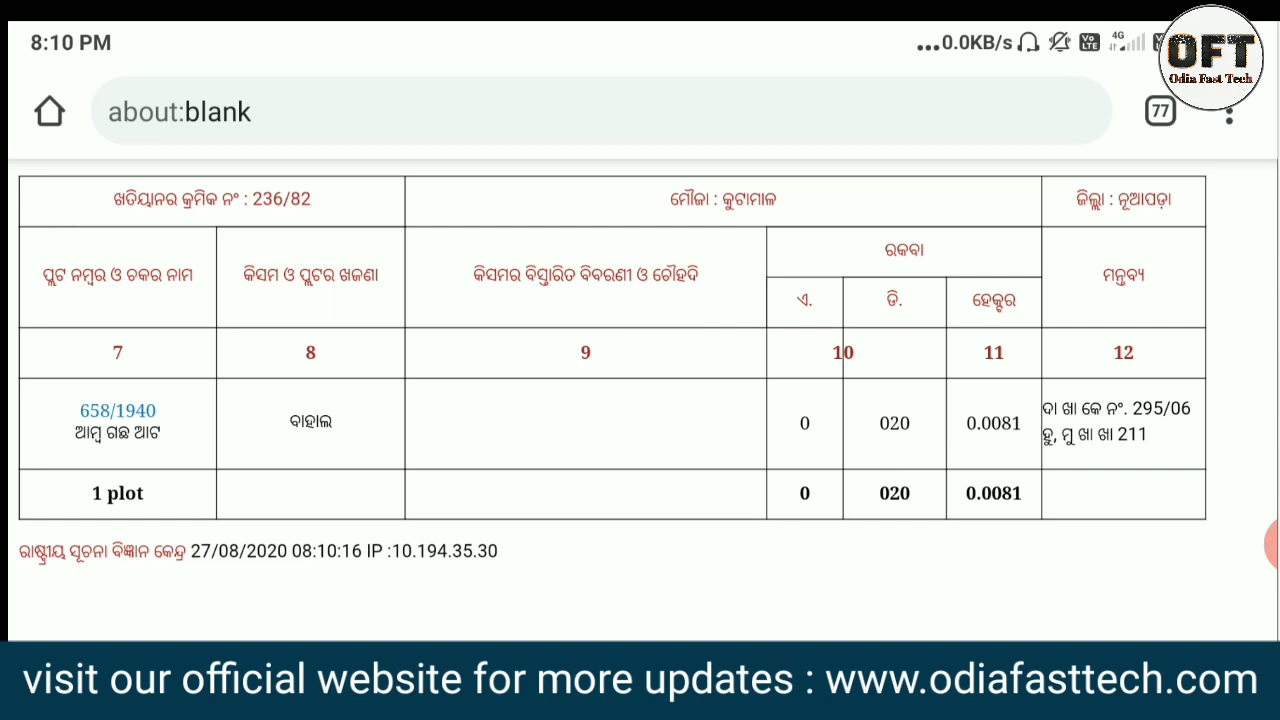 8:10 PM
...0.0KB/s
Vo LTE
4G
OFT
Odia Fast Tech
about:blank
77
ଖତିୟାନର କ୍ରମିକ ନଂ : 236/82
ମୌଜା : କୁଟାମାଳ
ଜିଲ୍ଲା : ନୂଆପଡ଼ା
ପ୍ଲଟ ନମ୍ବର ଓ ଚକର ନାମ
କିସମ ଓ ପ୍ଲଟର ଖଜଣା
କିସମର ବିସ୍ତାରିତ ବିବରଣୀ ଓ ଚୌହଦି
ରକବା
ମନ୍ତବ୍ୟ
ଏ.
ଡି.
ହେକ୍ଟର
7
8
9
10
11
12
658/1940
ଆମ୍ବ ଗଛ ଆଟ
ବାହାଲ
0
020
0.0081
ଦା ଖା କେ ନଂ. 295/06
ହୁ, ମୁ ଖା ଖା 211
1 plot
0
020
0.0081
ରାଷ୍ଟ୍ରୀୟ ସୂଚନା ବିଜ୍ଞାନ କେନ୍ଦ୍ର 27/08/2020 08:10:16 IP :10.194.35.30
visit our official website for more updates : www.odiafasttech.com